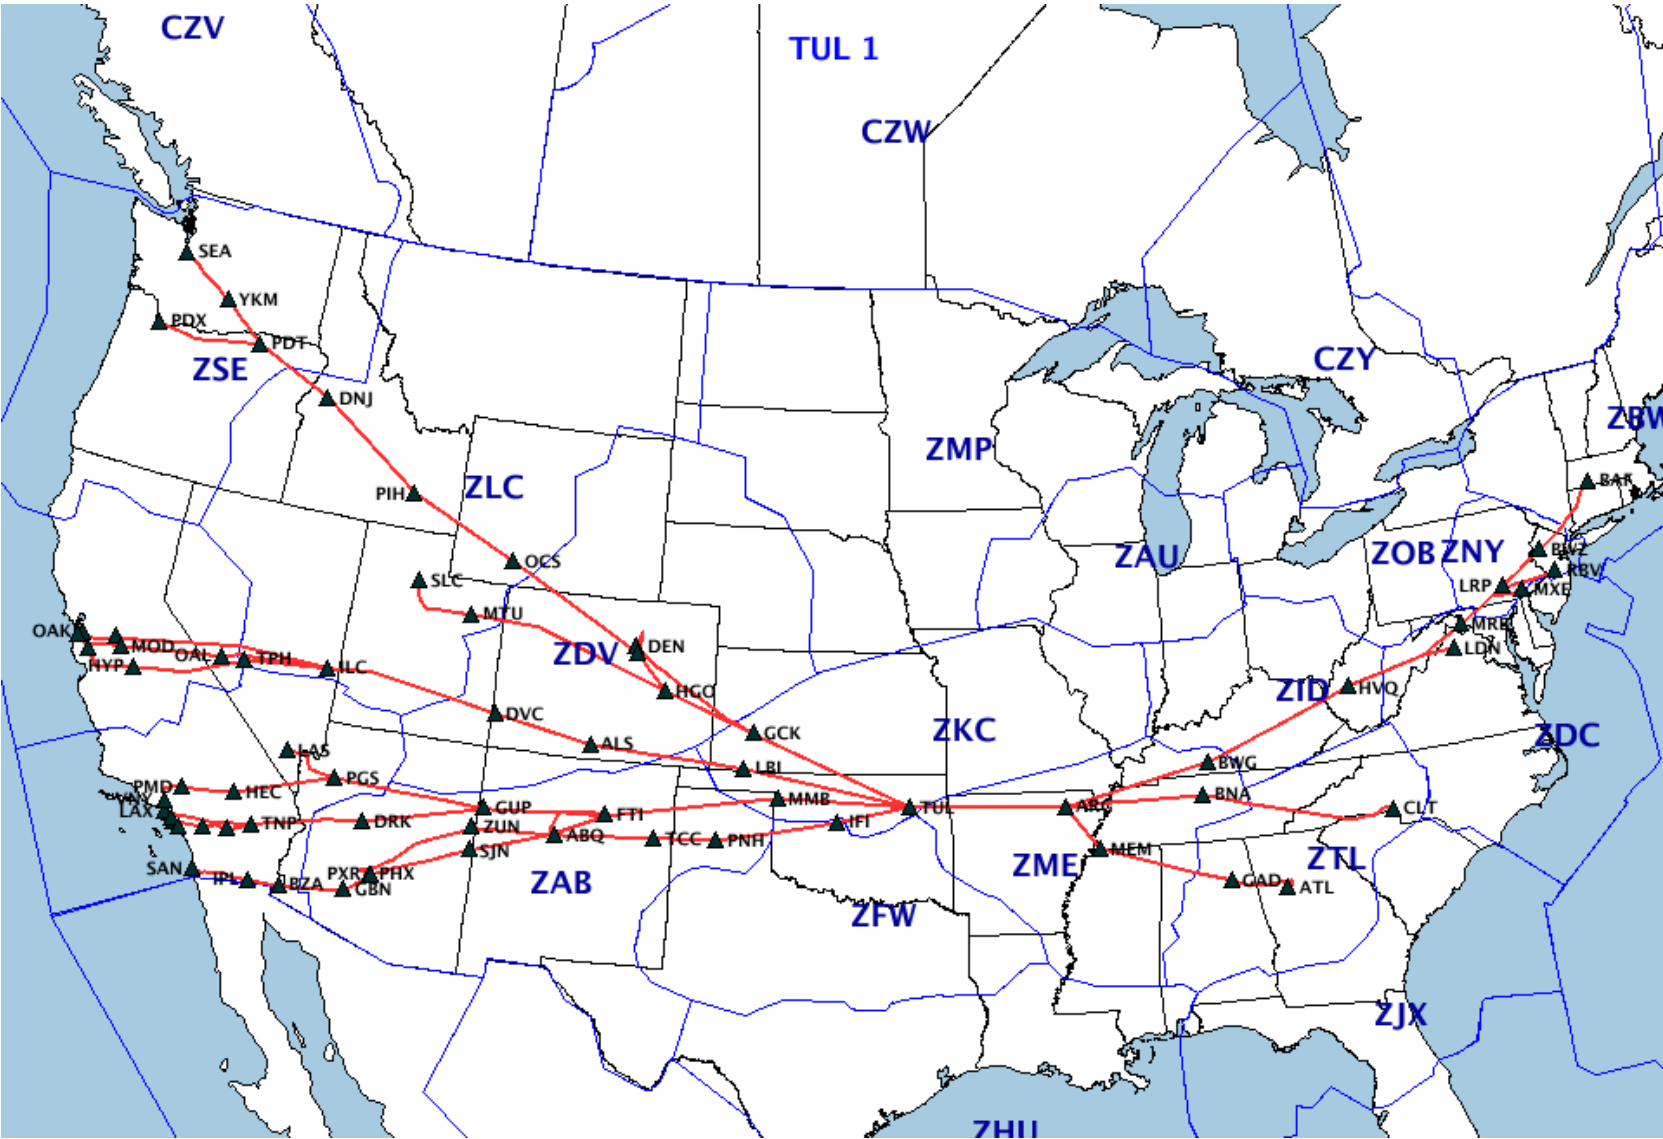 CZV
TUL 1
CZW
SEA
YKM
PDX
PDT
ZSE
CZY
DNJ
ZBW
ZMP
PIH
ZLC
BAF
ZAU
ZOB
ZNY
BWZ
OCS
RBV
SLC
LRP
MXE
MTU
OAK
MOD
DEN
LDN
OAL
TPH
ZDV
HYP
ILC
HGO
ZID
HVQ
DVC
ZKC
GCK
ZDC
ALS
LAS
LBL
BWG
PGS
PMD
HEC
MMB
BNA
VNY
LAX
GUP
FTI
TUL
ARG
CLT
TNP
DRK
ZUN
IFI
ABQ
TCC
PNH
SJN
MEM
ZME
ZTL
SAN
IPL
BZA
PXR
PHX
GBN
ZAB
GAD
ATL
ZFW
ZJX
ZHU